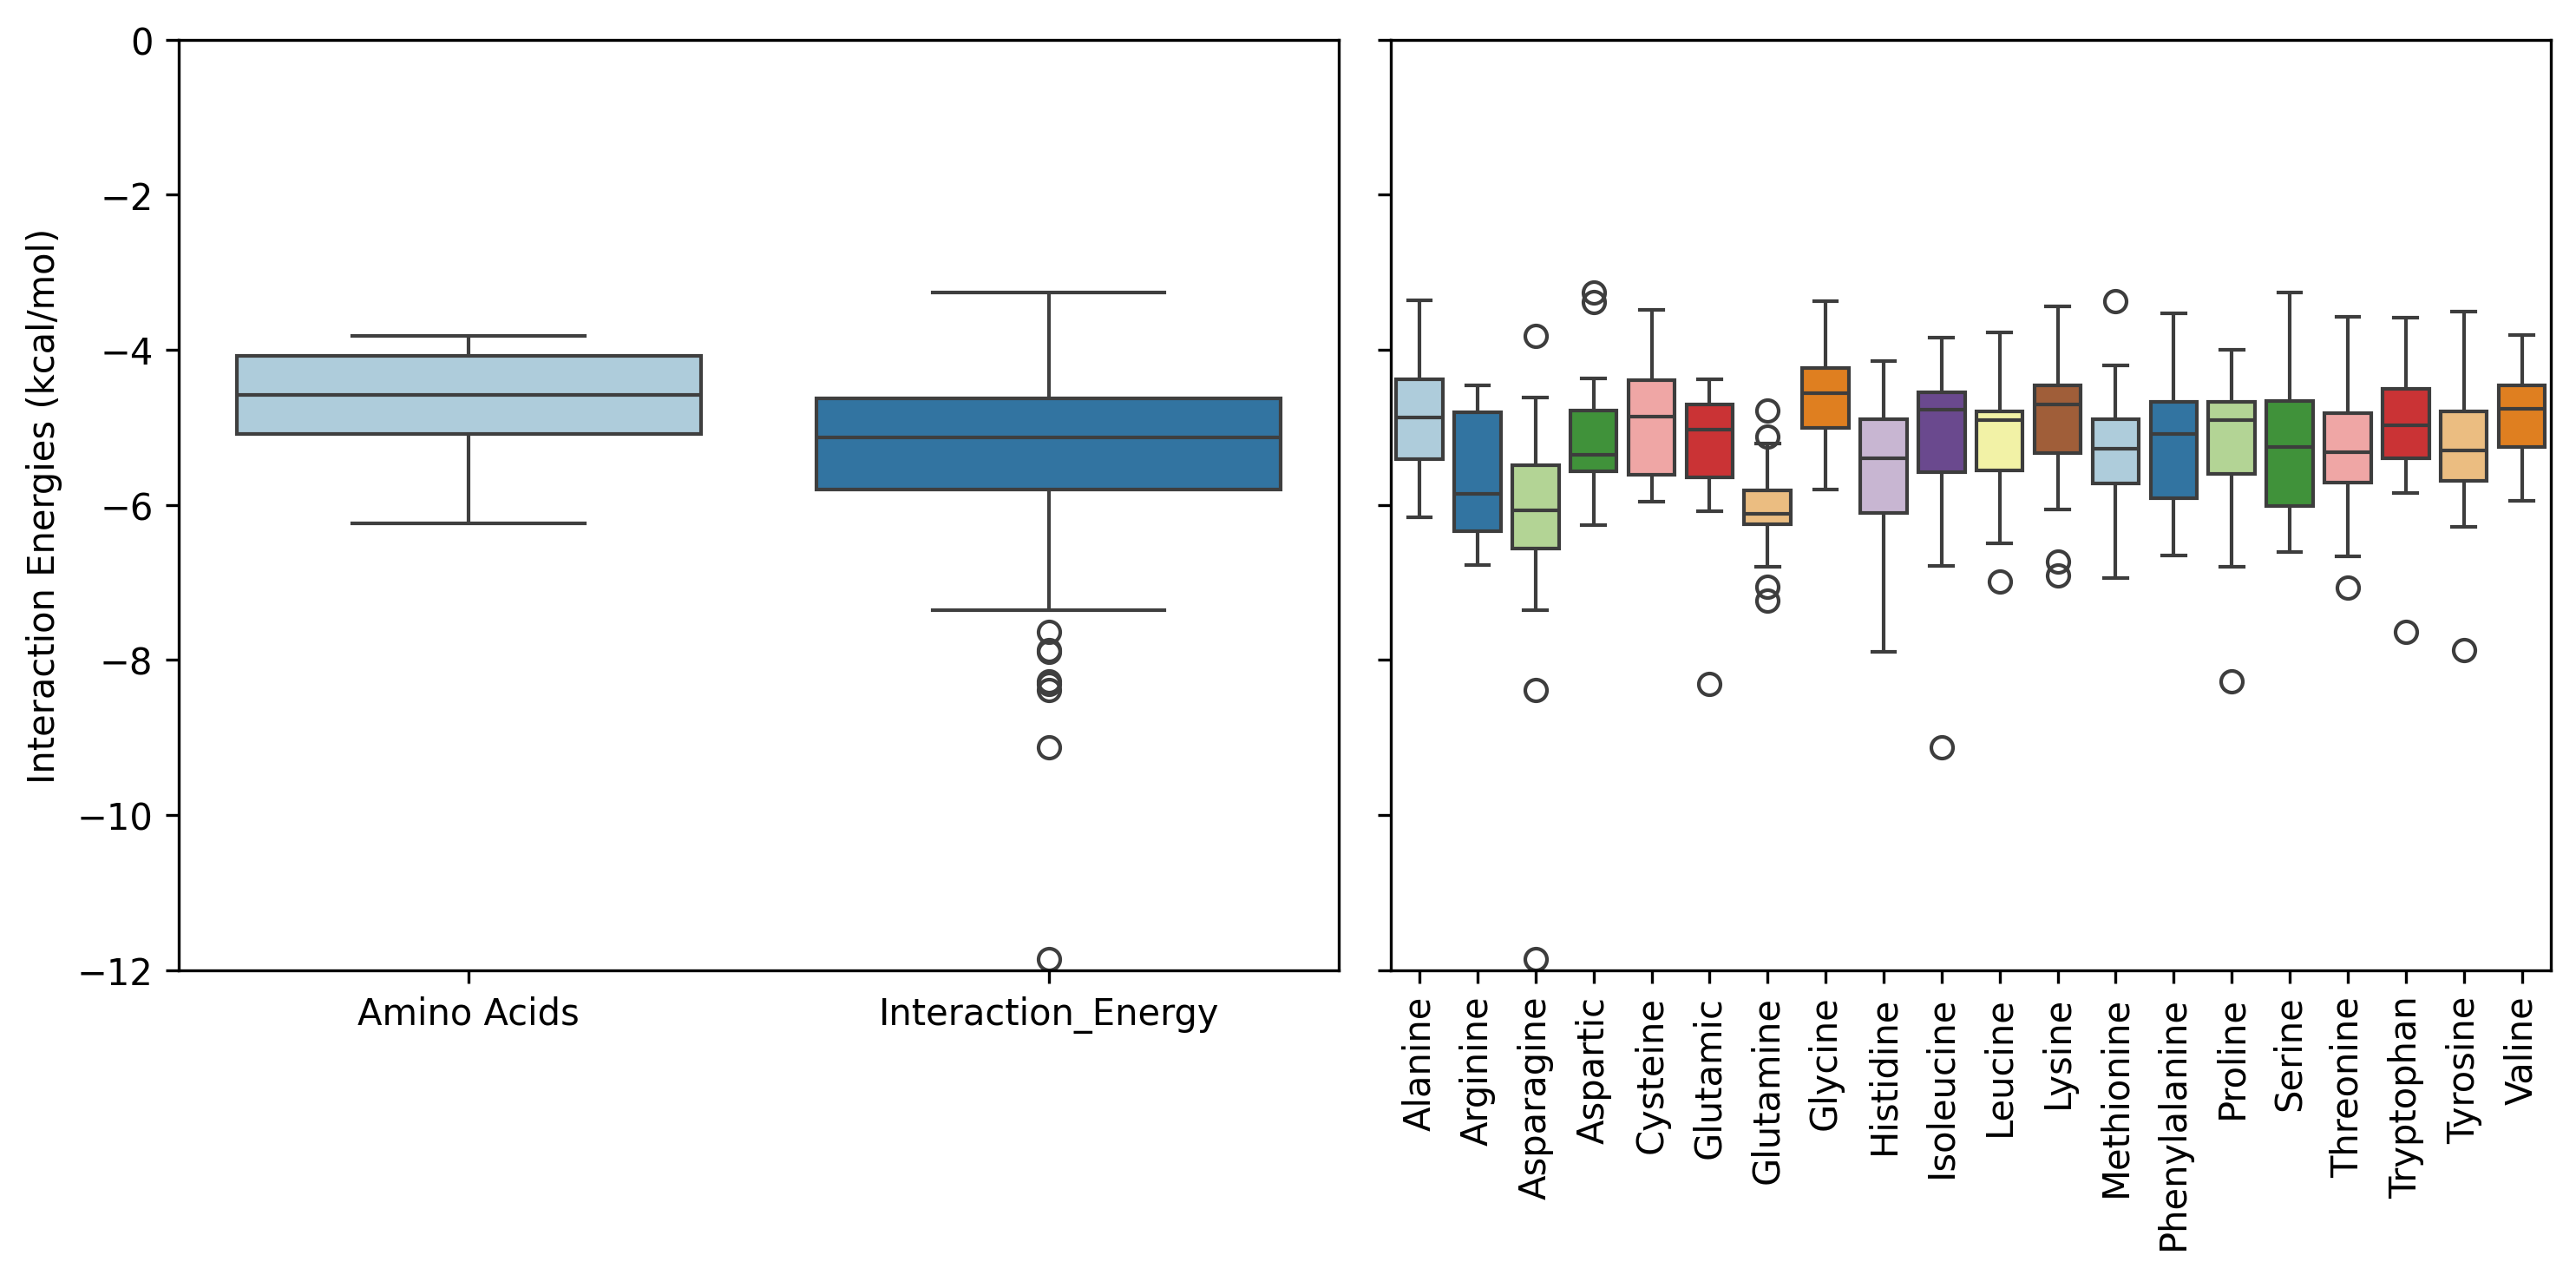 Interaction Energies (kcal/mol)
0
−2
−4
−6
−8
−10
−12
Amino Acids
Interaction_Energy
Alanine
Arginine
Asparagine
Aspartic
Cysteine
Glutamic
Glutamine
Glycine
Histidine
Isoleucine
Leucine
Lysine
Methionine
Phenylalanine
Proline
Serine
Threonine
Tryptophan
Tyrosine
Valine